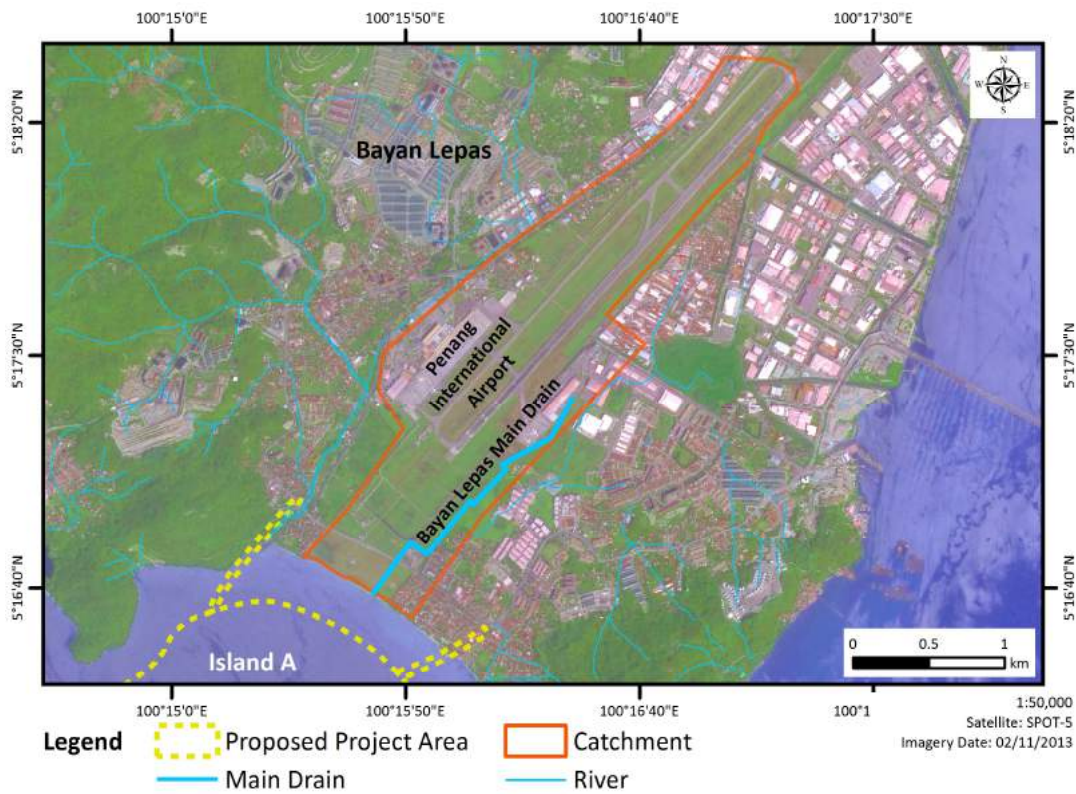 100°15'0"E
100°15'50"E
100°16'40"E
100°17'30"E
N
W E
S
5°18'20"N
5°18'20"N
Bayan Lepas
5°17'30"N
5°17'30"N
Penang
International
Airport
Bayan Lepas Main Drain
5°16'40"N
5°16'40"N
Island A
0 0.5 1
km
100°15'0"E
100°15'50"E
100°16'40"E
100°1
1:50,000
Satellite: SPOT-5
Imagery Date: 02/11/2013
Legend
Proposed Project Area
Catchment
Main Drain
River